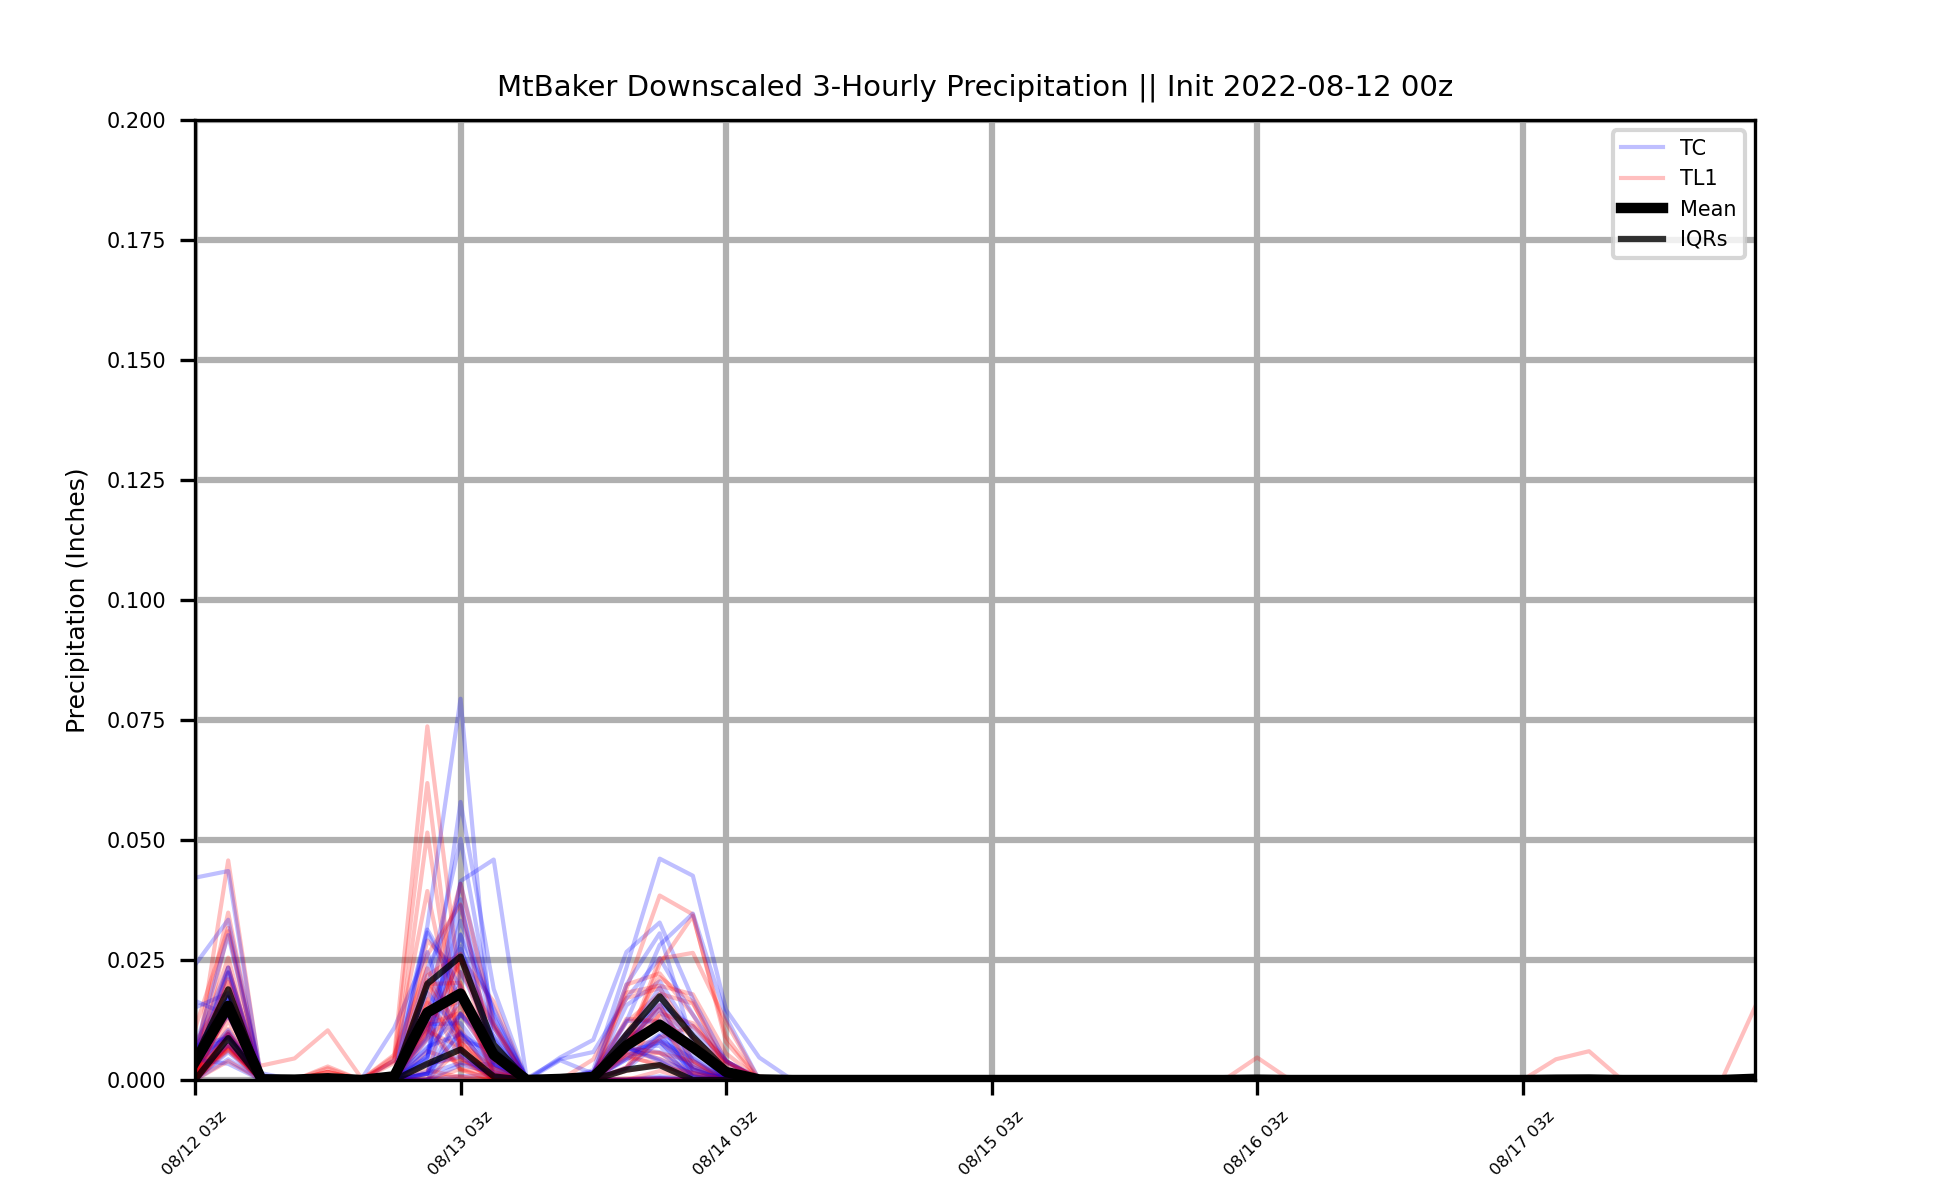 MtBaker Downscaled 3-Hourly Precipitation || Init 2022-08-12 00z
0.200
0.175
0.150
0.125
0.100
0.075
0.050
0.025
0.000
Precipitation (Inches)
TC
TL1
Mean
IQRs
08/12 03z
08/13 03z
08/14 03z
08/15 03z
08/16 03z
08/17 03z